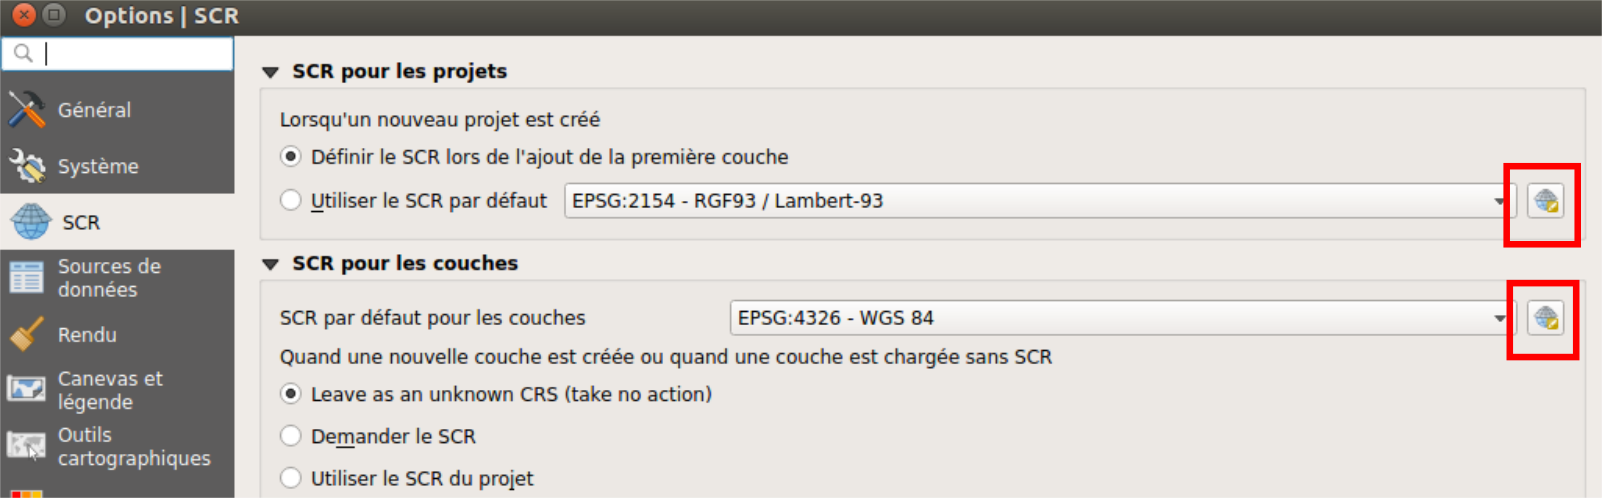 Options | SCR
Général
Système
SCR
Sources de
données
Rendu
Canevas et
légende
Outils
cartographiques
SCR pour les projets
Lorsqu'un nouveau projet est créé
Définir le SCR lors de l'ajout de la première couche
Utiliser le SCR par défaut EPSG:2154 - RGF93 / Lambert-93
SCR pour les couches
SCR par défaut pour les couches EPSG:4326 - WGS 84
Quand une nouvelle couche est créée ou quand une couche est chargée sans SCR
Leave as an unknown CRS (take no action)
Demander le SCR
Utiliser le SCR du projet